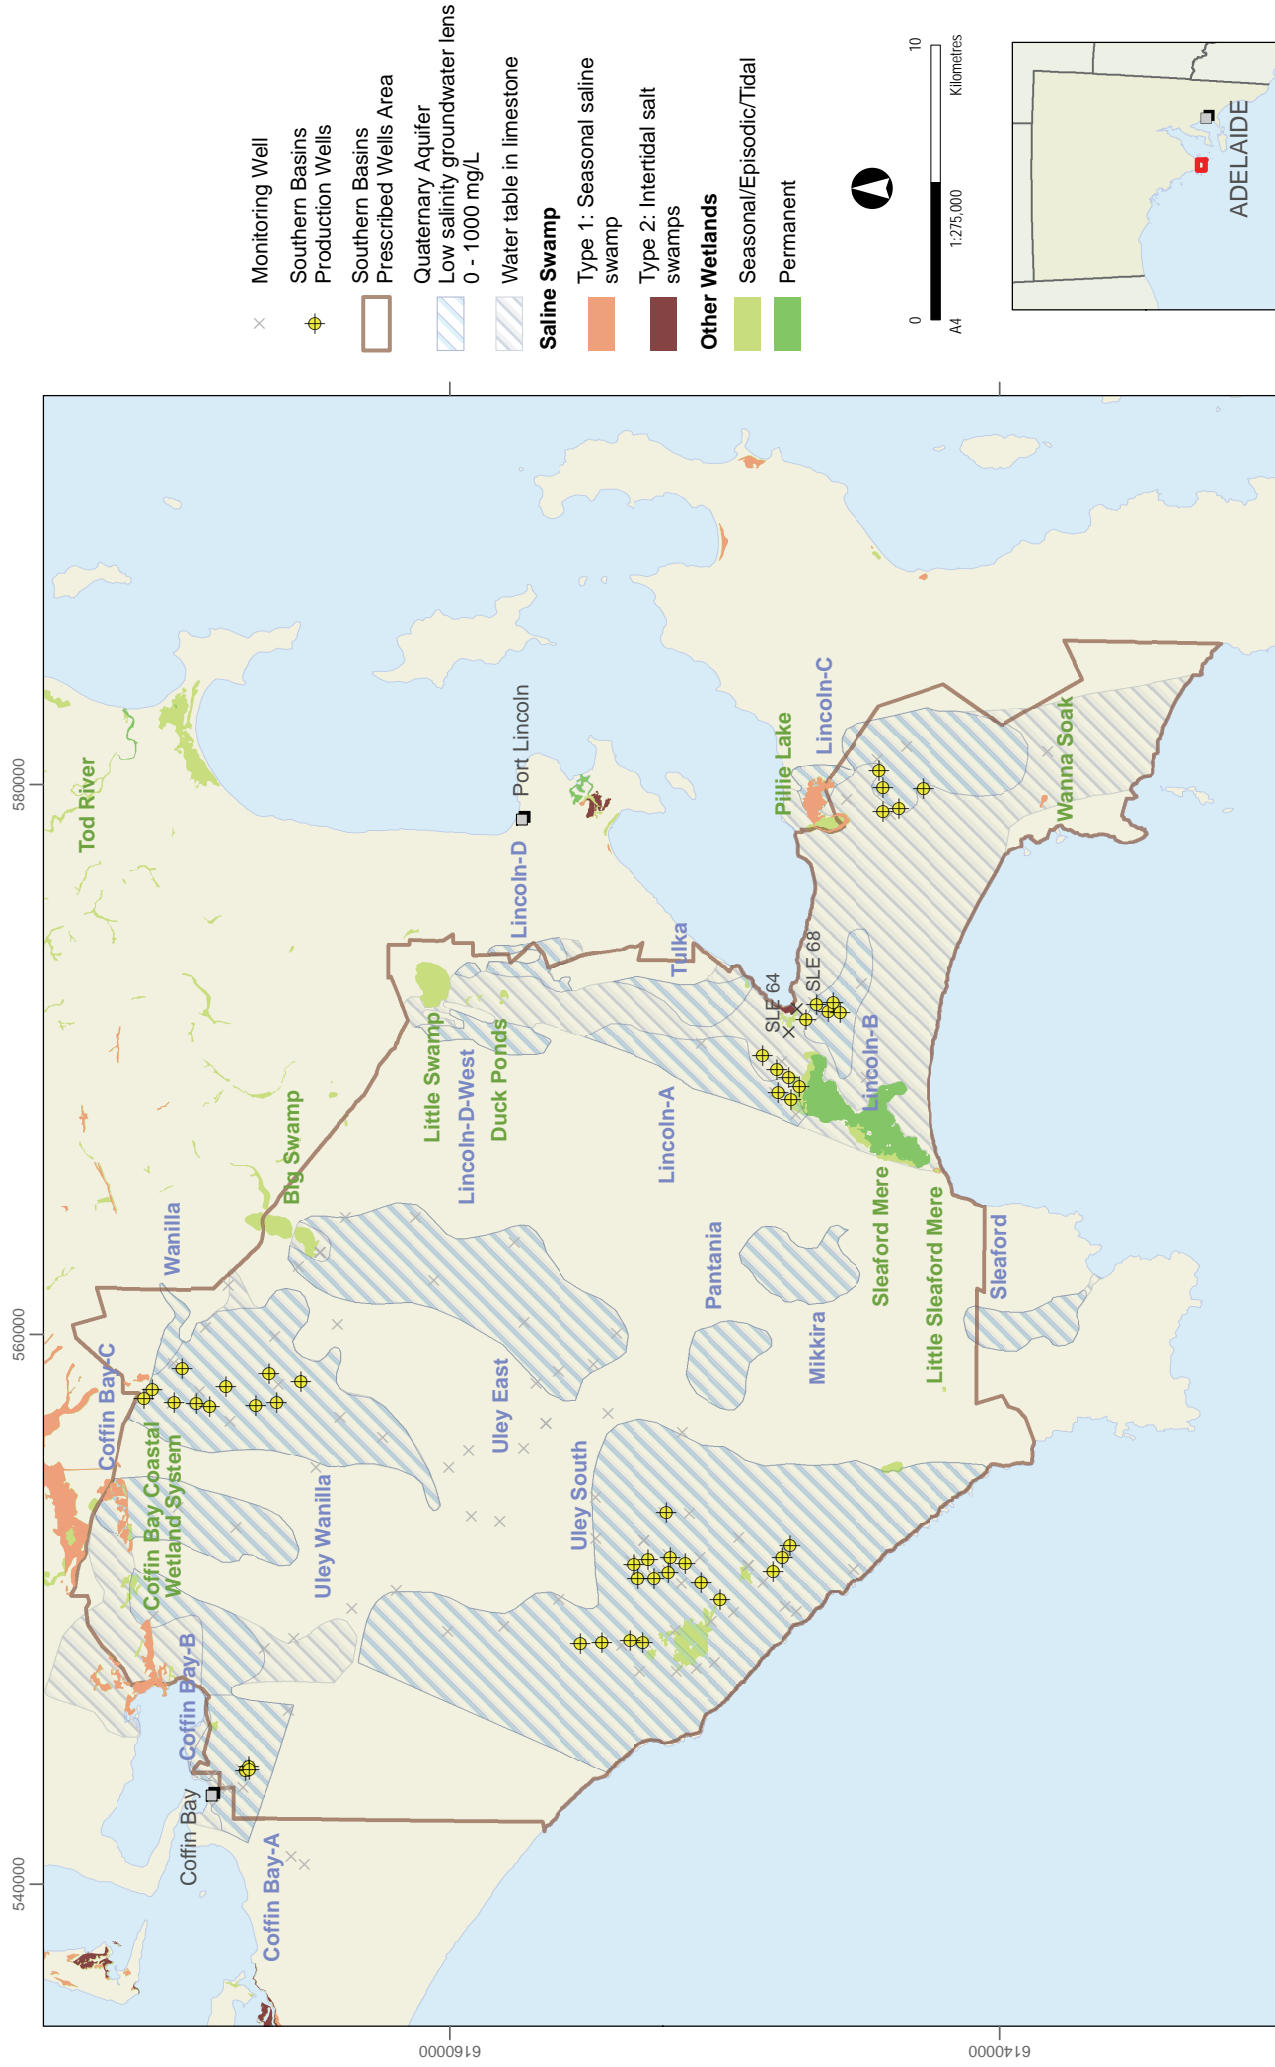 Monitoring Well
Southern Basins
Production Wells
Southern Basins
Prescribed Wells Area
Quaternary Aquifer
Low salinity groundwater lens
0 - 1000 mg/L
Water table in limestone
Saline Swamp
Type 1: Seasonal saline
swamp
Type 2: Intertidal salt
swamps
Other Wetlands
Seasonal/Episodic/Tidal
Permanent
0
10
A4
1:275,000
Kilometres
ADELAIDE
540000
560000
580000
6160000
6140000
Tod River
Port Lincoln
Lincoln-D
Pillie Lake
Lincoln-C
Wanna Soak
Tulka
SLE 64
SLE 68
Little Swamp
Lincoln-D-West
Duck Ponds
Lincoln-A
Lincoln-B
Big Swamp
Wanilla
Pantania
Mikkira
Sleaford Mere
Little Sleaford Mere
Sleaford
Coffin Bay-C
Coffin Bay Coastal
Wetland System
Uley East
Uley South
Uley Wanilla
Coffin Bay-B
Coffin Bay
Coffin Bay-A